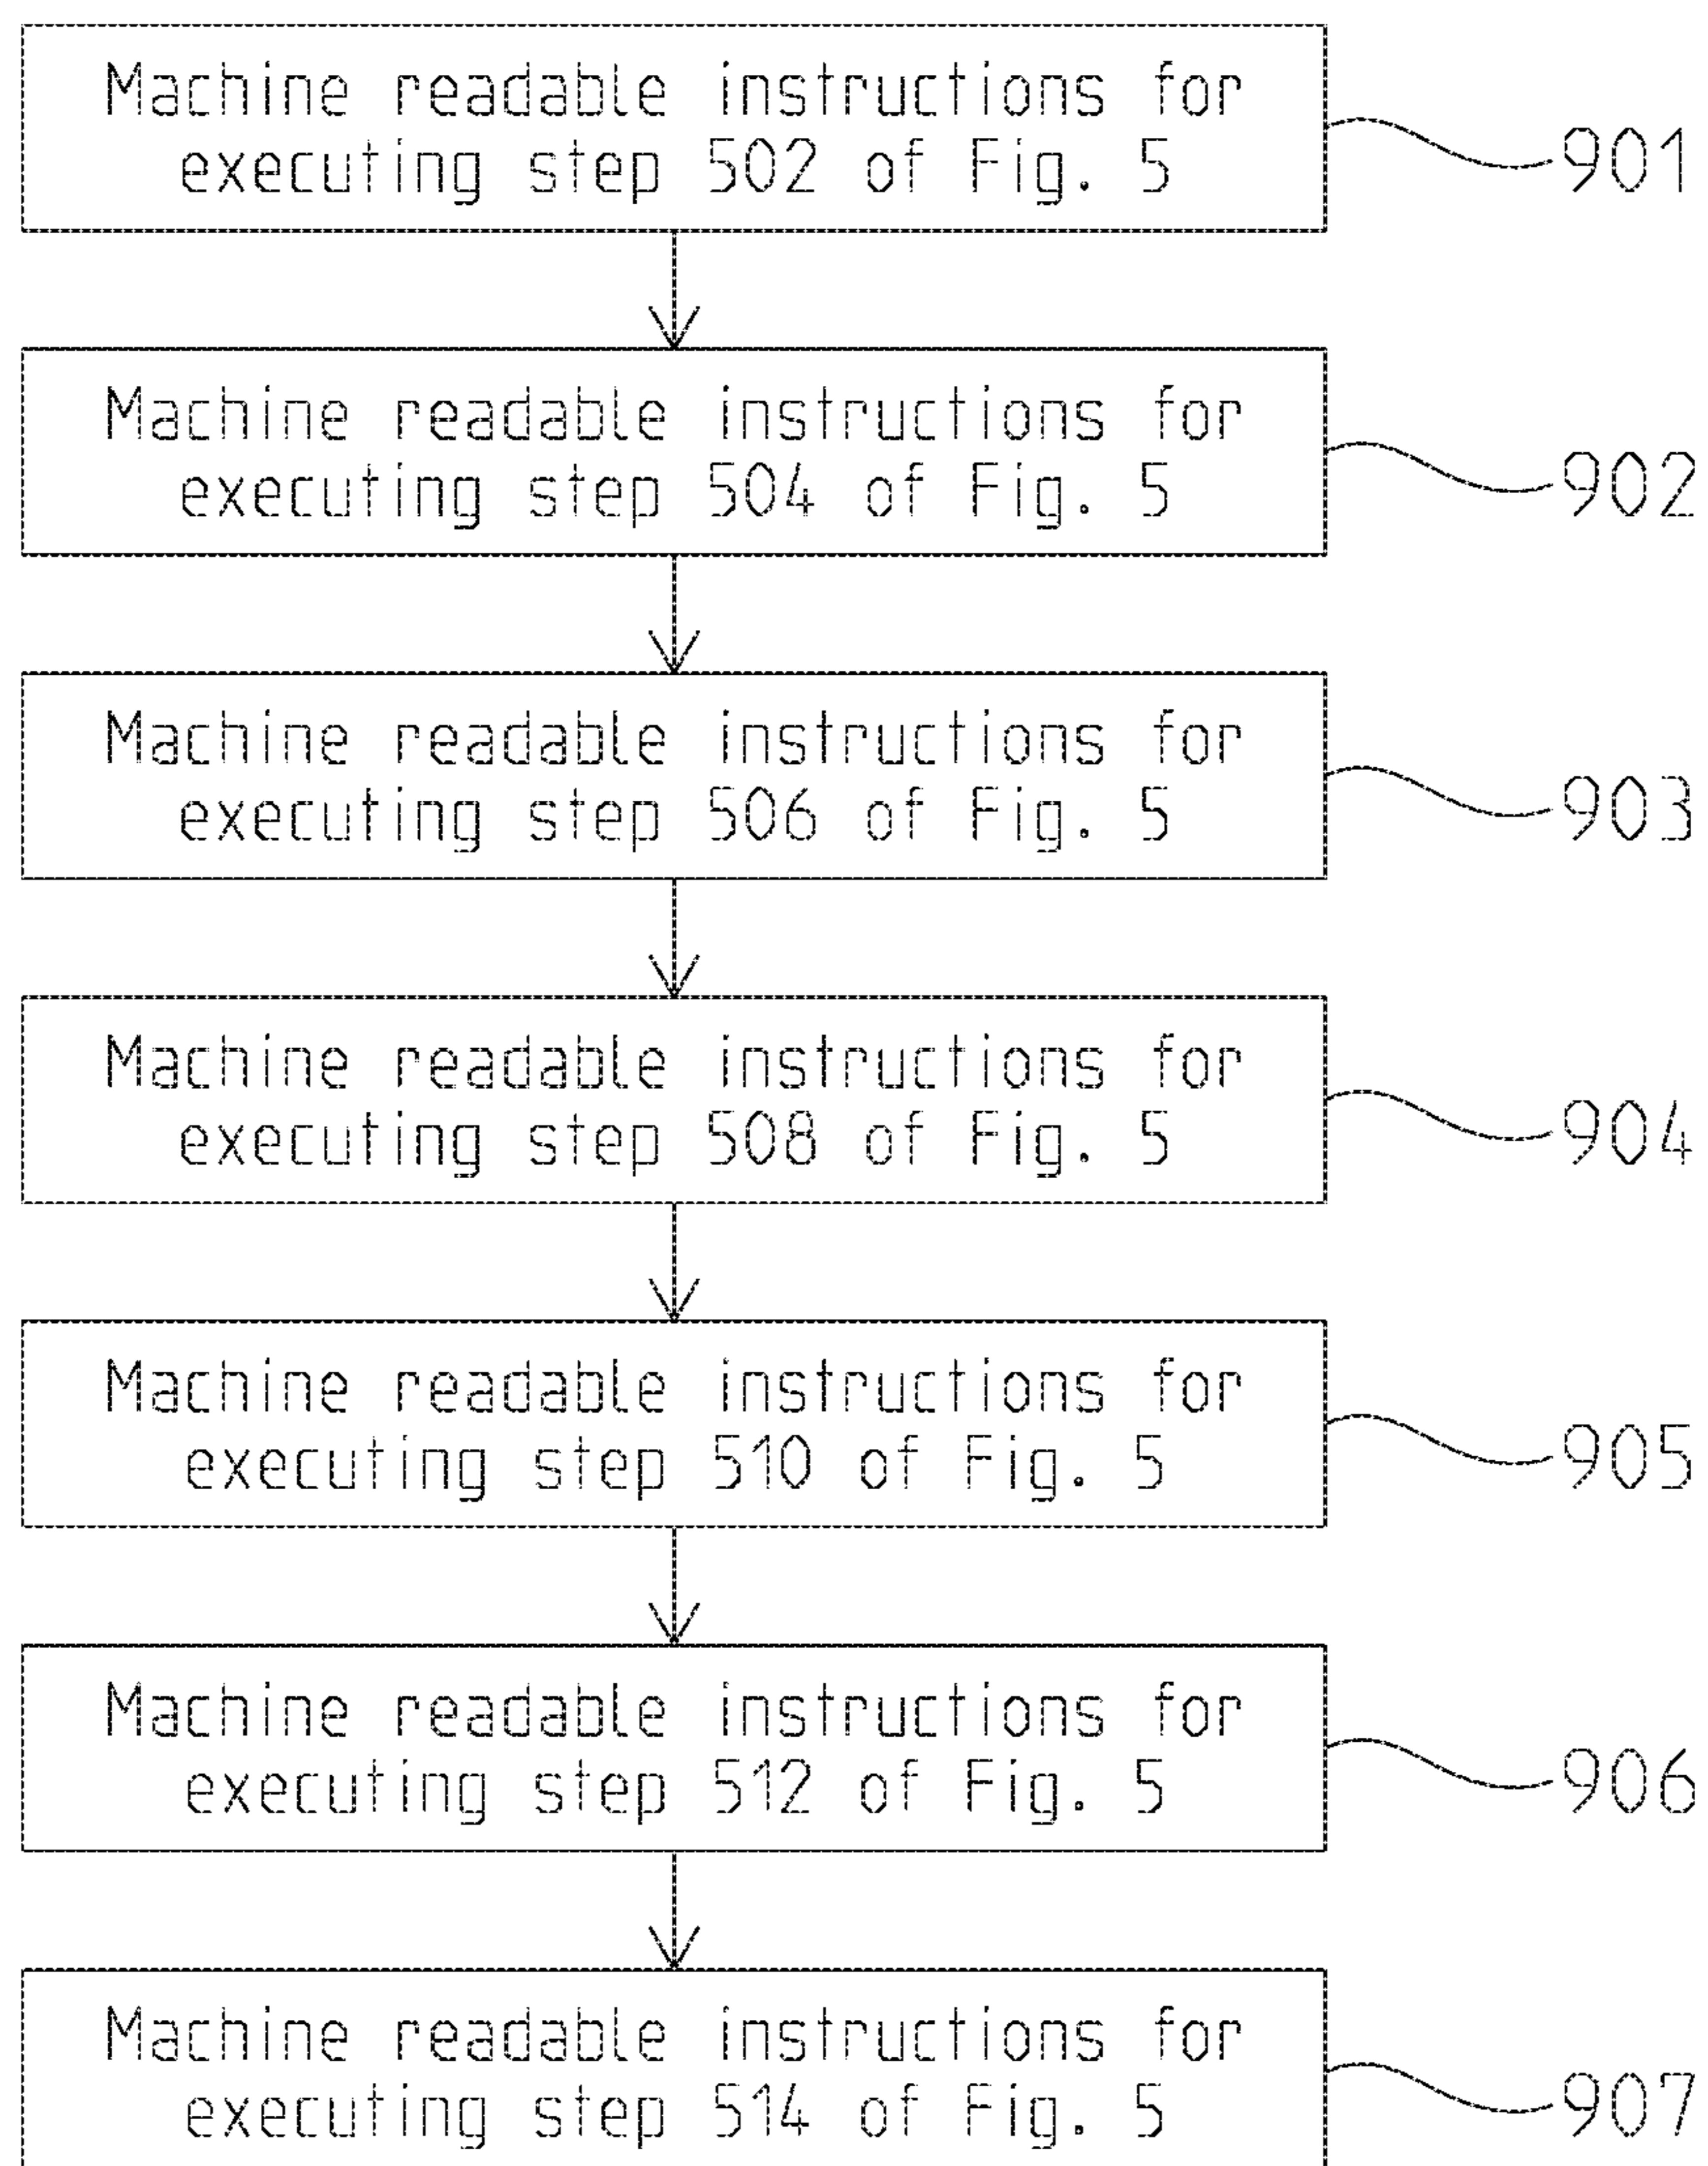 Machine readable instructions for
executing step 502 of Fig. 5
901
Machine readable instructions for
executing step 504 of Fig. 5
902
Machine readable instructions for
executing step 506 of Fig. 5
903
Machine readable instructions for
executing step 508 of Fig. 5
904
Machine readable instructions for
executing step 510 of Fig. 5
905
Machine readable instructions for
executing step 512 of Fig. 5
906
Machine readable instructions for
executing step 514 of Fig. 5
907